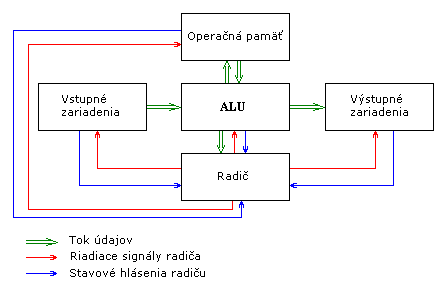 Operačná pamäť
Vstupné
zariadenia
ALU
Výstupné
zariadenia
Radič
Tok údajov
Riadiace signály radiča
Stavové hlásenia radiču